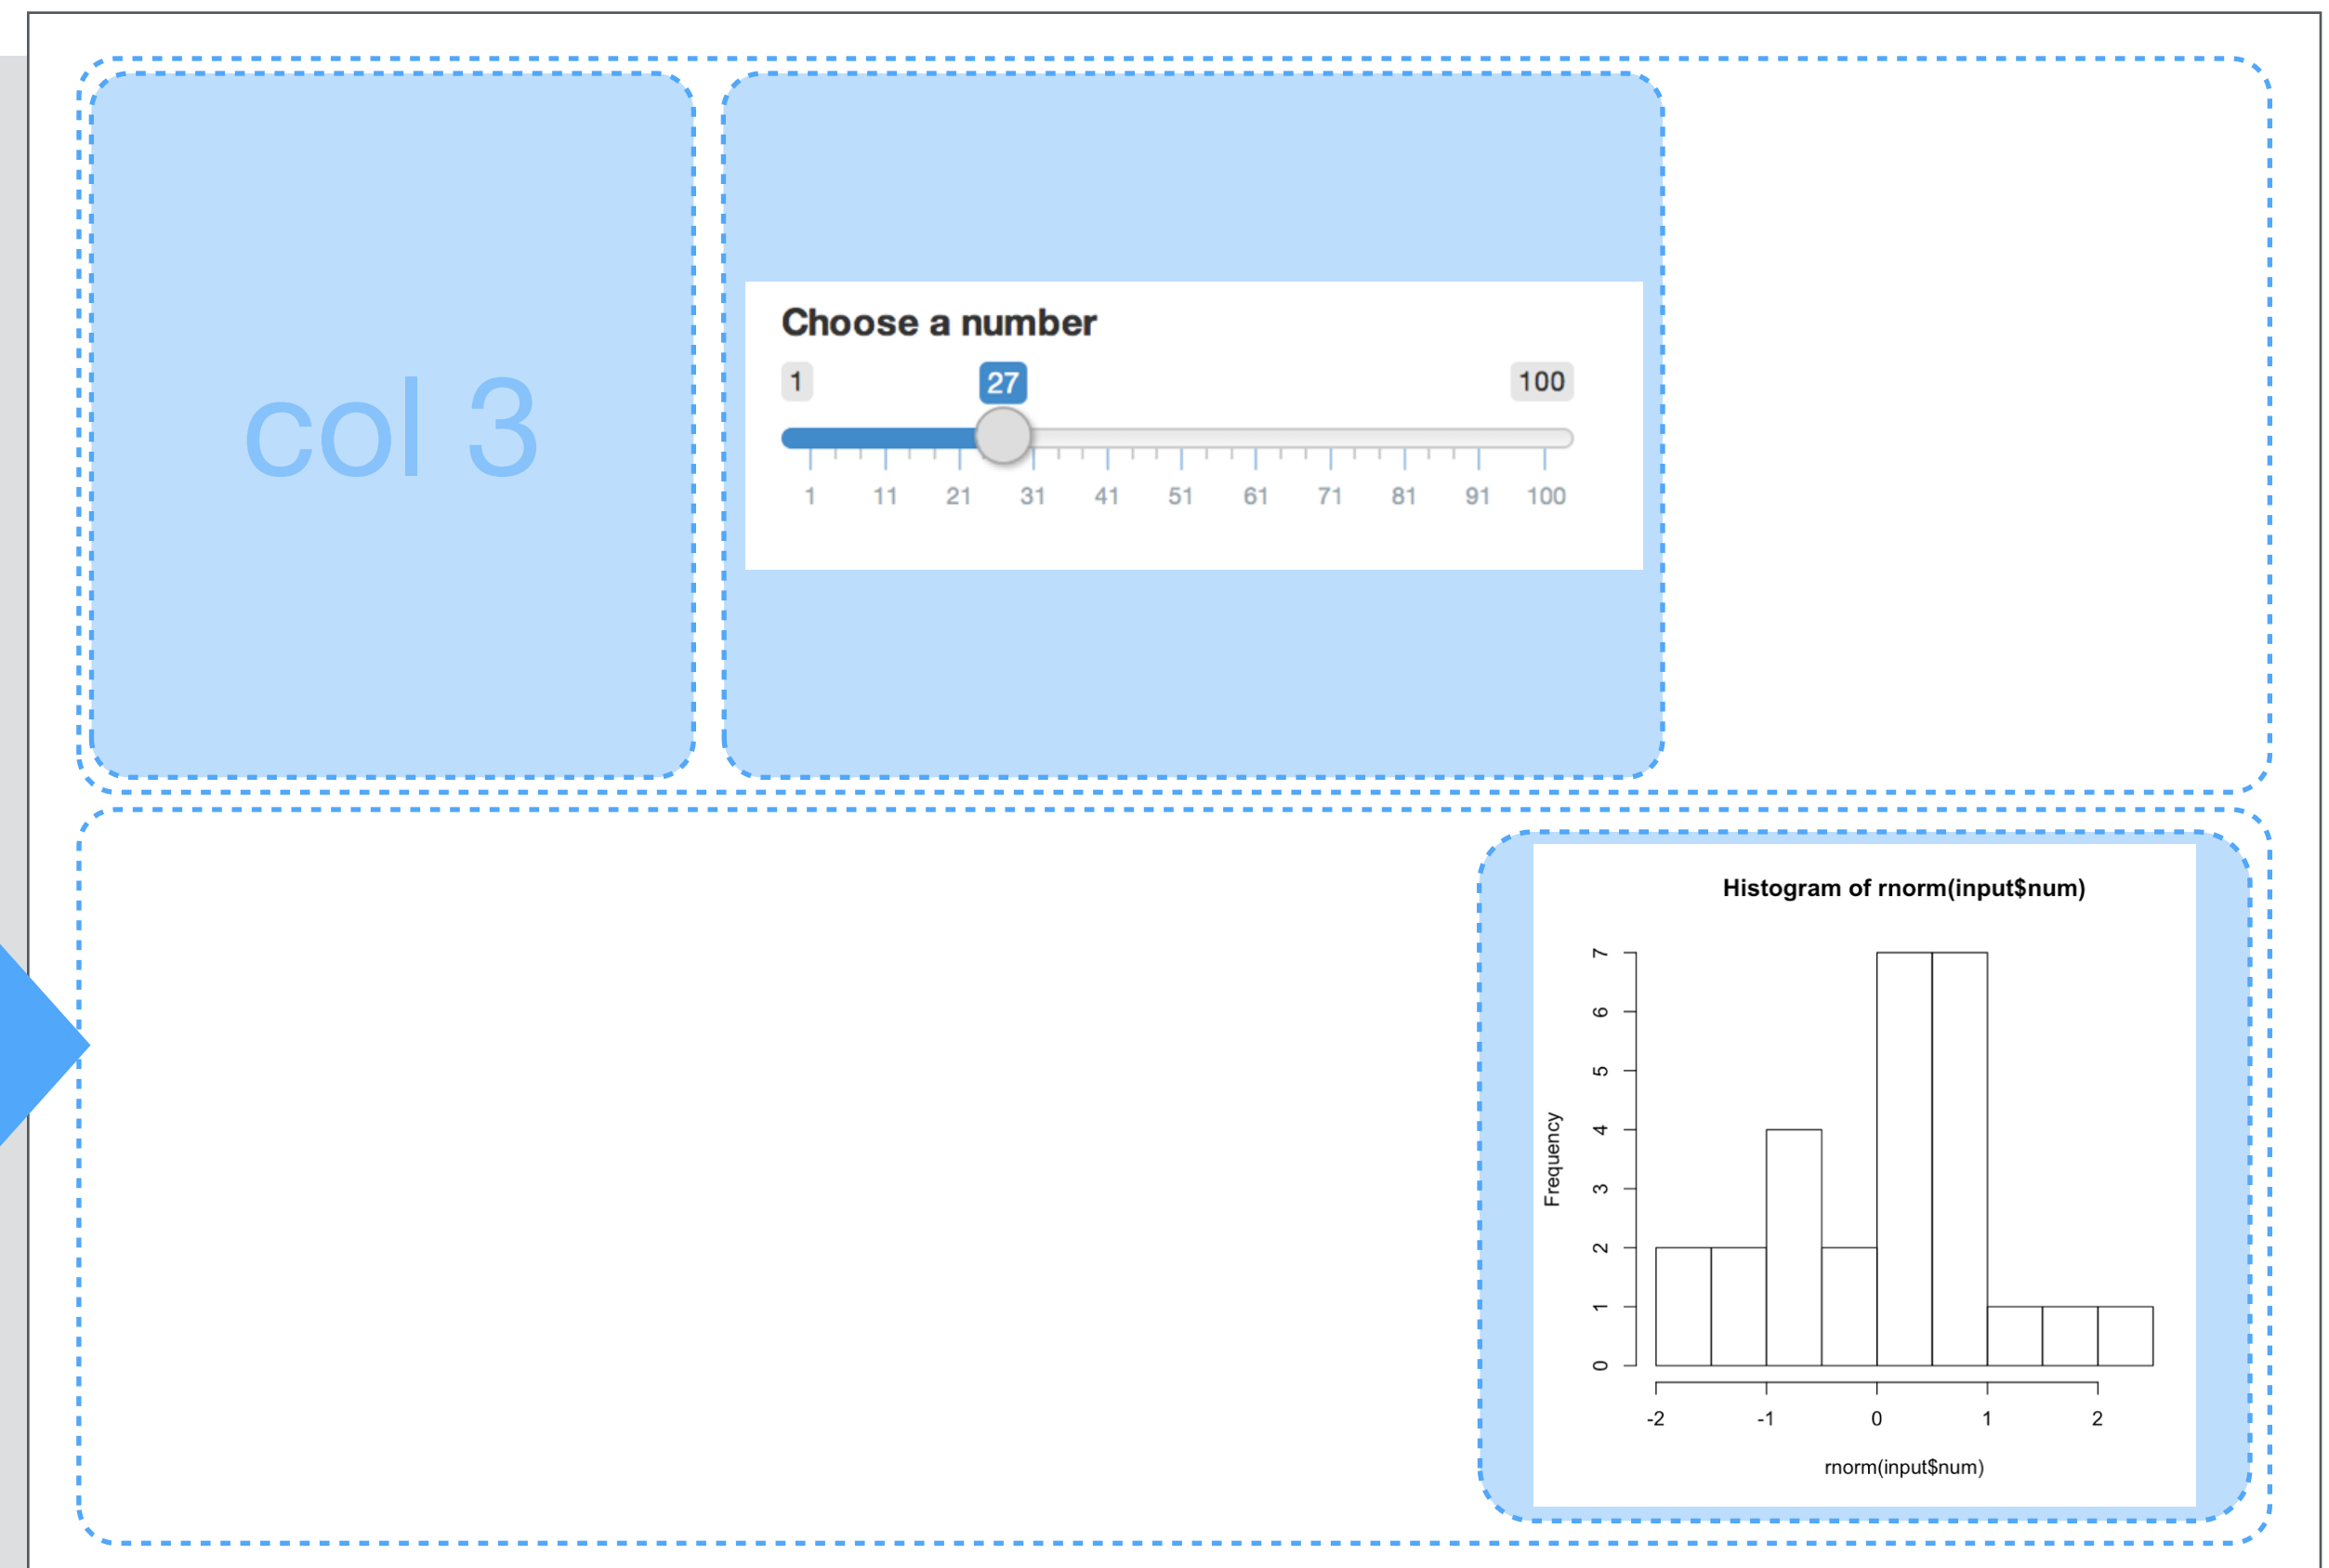 col 3
Choose a number
1 27 100
1 11 21 31 41 51 61 71 81 91 100
Histogram of rnorm(input$num)
Frequency
7
6
5
4
3
2
1
0
-2 -1 0 1 2
rnorm(input$num)